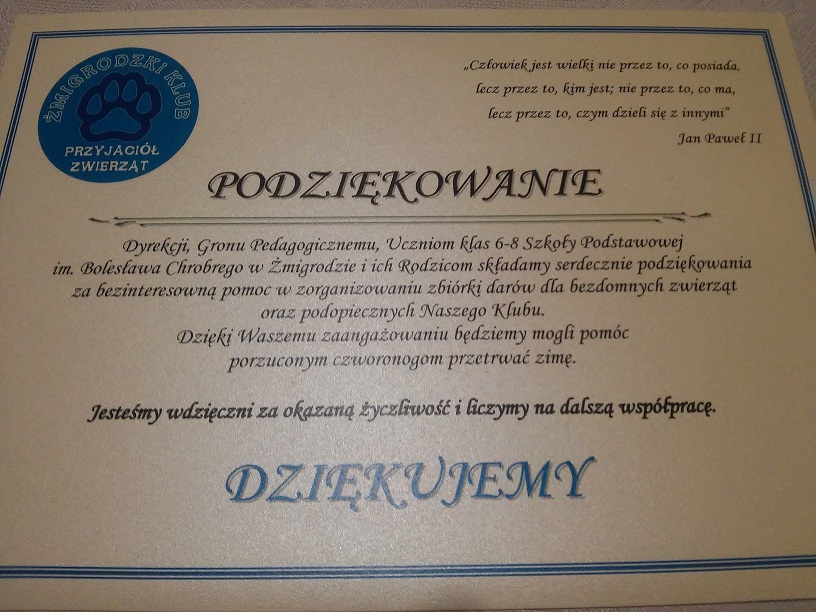 ŻMIGRODZKI KLUB
PRZYJACIÓŁ
ZWIERZĄT
„Człowiek jest wielki nie przez to, co posiada,
lecz przez to, kim jest; nie przez to, co ma,
lecz przez to, czym dzieli się z innymi”
Jan Paweł II
PODZIĘKOWANIE
Dyrekcji, Gronu Pedagogicznemu, Uczniom klas 6-8 Szkoły Podstawowej
im. Bolesława Chrobrego w Żmigrodzie i ich Rodzicom składamy serdecznie podziękowania
za bezinteresowną pomoc w zorganizowaniu zbiórki darów dla bezdomnych zwierząt
oraz podopiecznych Naszego Klubu.
Dzięki Waszemu zaangażowaniu będziemy mogli pomóc
porzuconym czworonogom przetrwać zimę.
Jesteśmy wdzięczni za okazaną życzliwość i liczymy na dalszą współpracę.
DZIĘKUJEMY